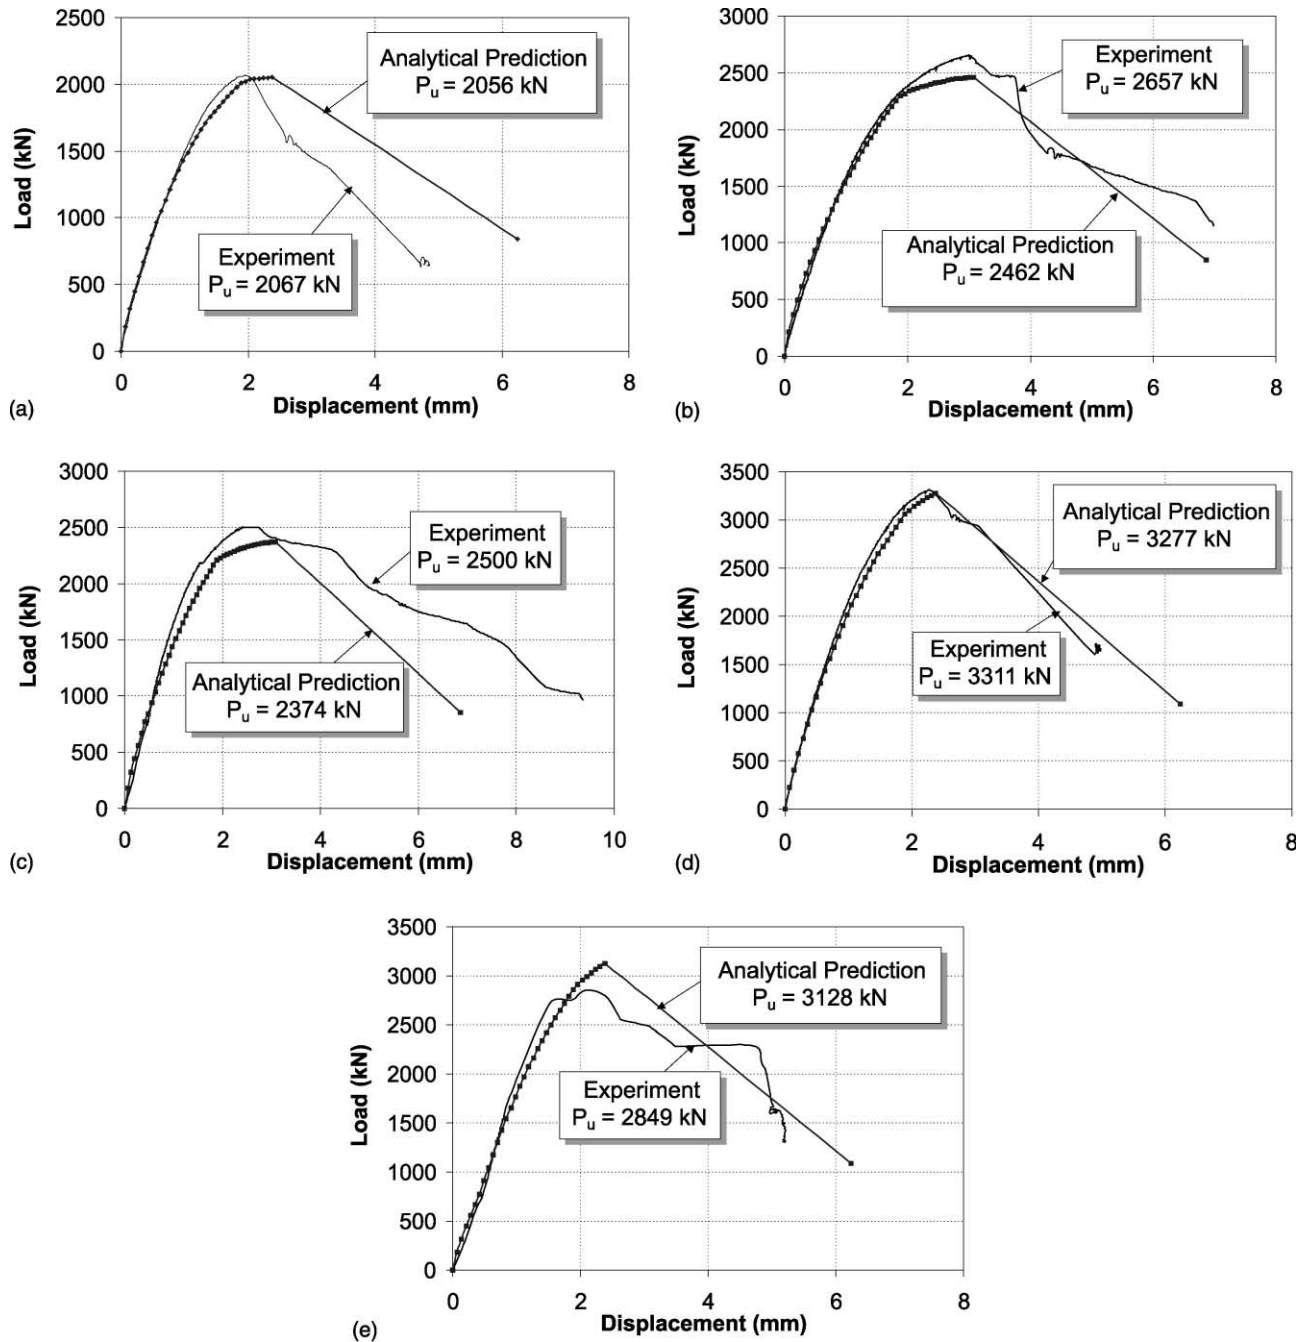 2500
2000
1500
1000
500
0
Load (kN)
Analytical Prediction
Pu = 2056 kN
Experiment
Pu = 2067 kN
0 2 4 6 8
Displacement (mm)
(a)
3000
2500
2000
1500
1000
500
0
Load (kN)
Experiment
Pu = 2657 kN
Analytical Prediction
Pu = 2462 kN
0 2 4 6 8
Displacement (mm)
(b)
3000
2500
2000
1500
1000
500
0
Load (kN)
Experiment
Pu = 2500 kN
Analytical Prediction
Pu = 2374 kN
0 2 4 6 8 10
Displacement (mm)
(c)
3500
3000
2500
2000
1500
1000
500
0
Load (kN)
Analytical Prediction
Pu = 3277 kN
Experiment
Pu = 3311 kN
0 2 4 6 8
Displacement (mm)
(d)
3500
3000
2500
2000
1500
1000
500
0
Load (kN)
Analytical Prediction
Pu = 3128 kN
Experiment
Pu = 2849 kN
0 2 4 6 8
Displacement (mm)
(e)